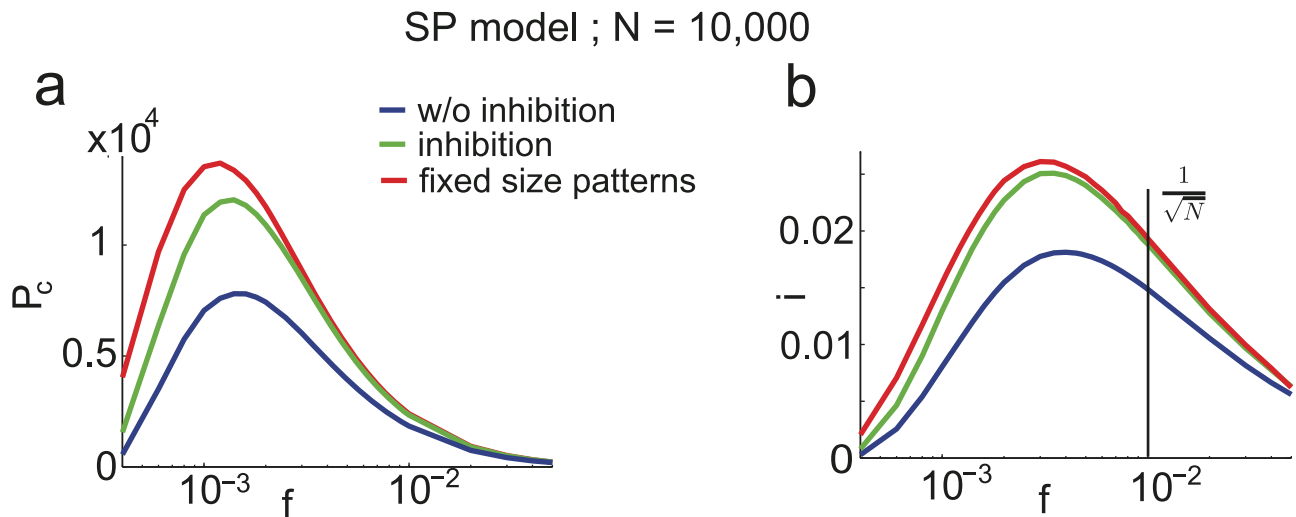 SP model ; N = 10,000
a
x10^4
w/o inhibition
inhibition
fixed size patterns
1
0.5
0
P_c
10^-3
10^-2
f
b
1/√N
0.02
0.01
0
i
10^-3
10^-2
f